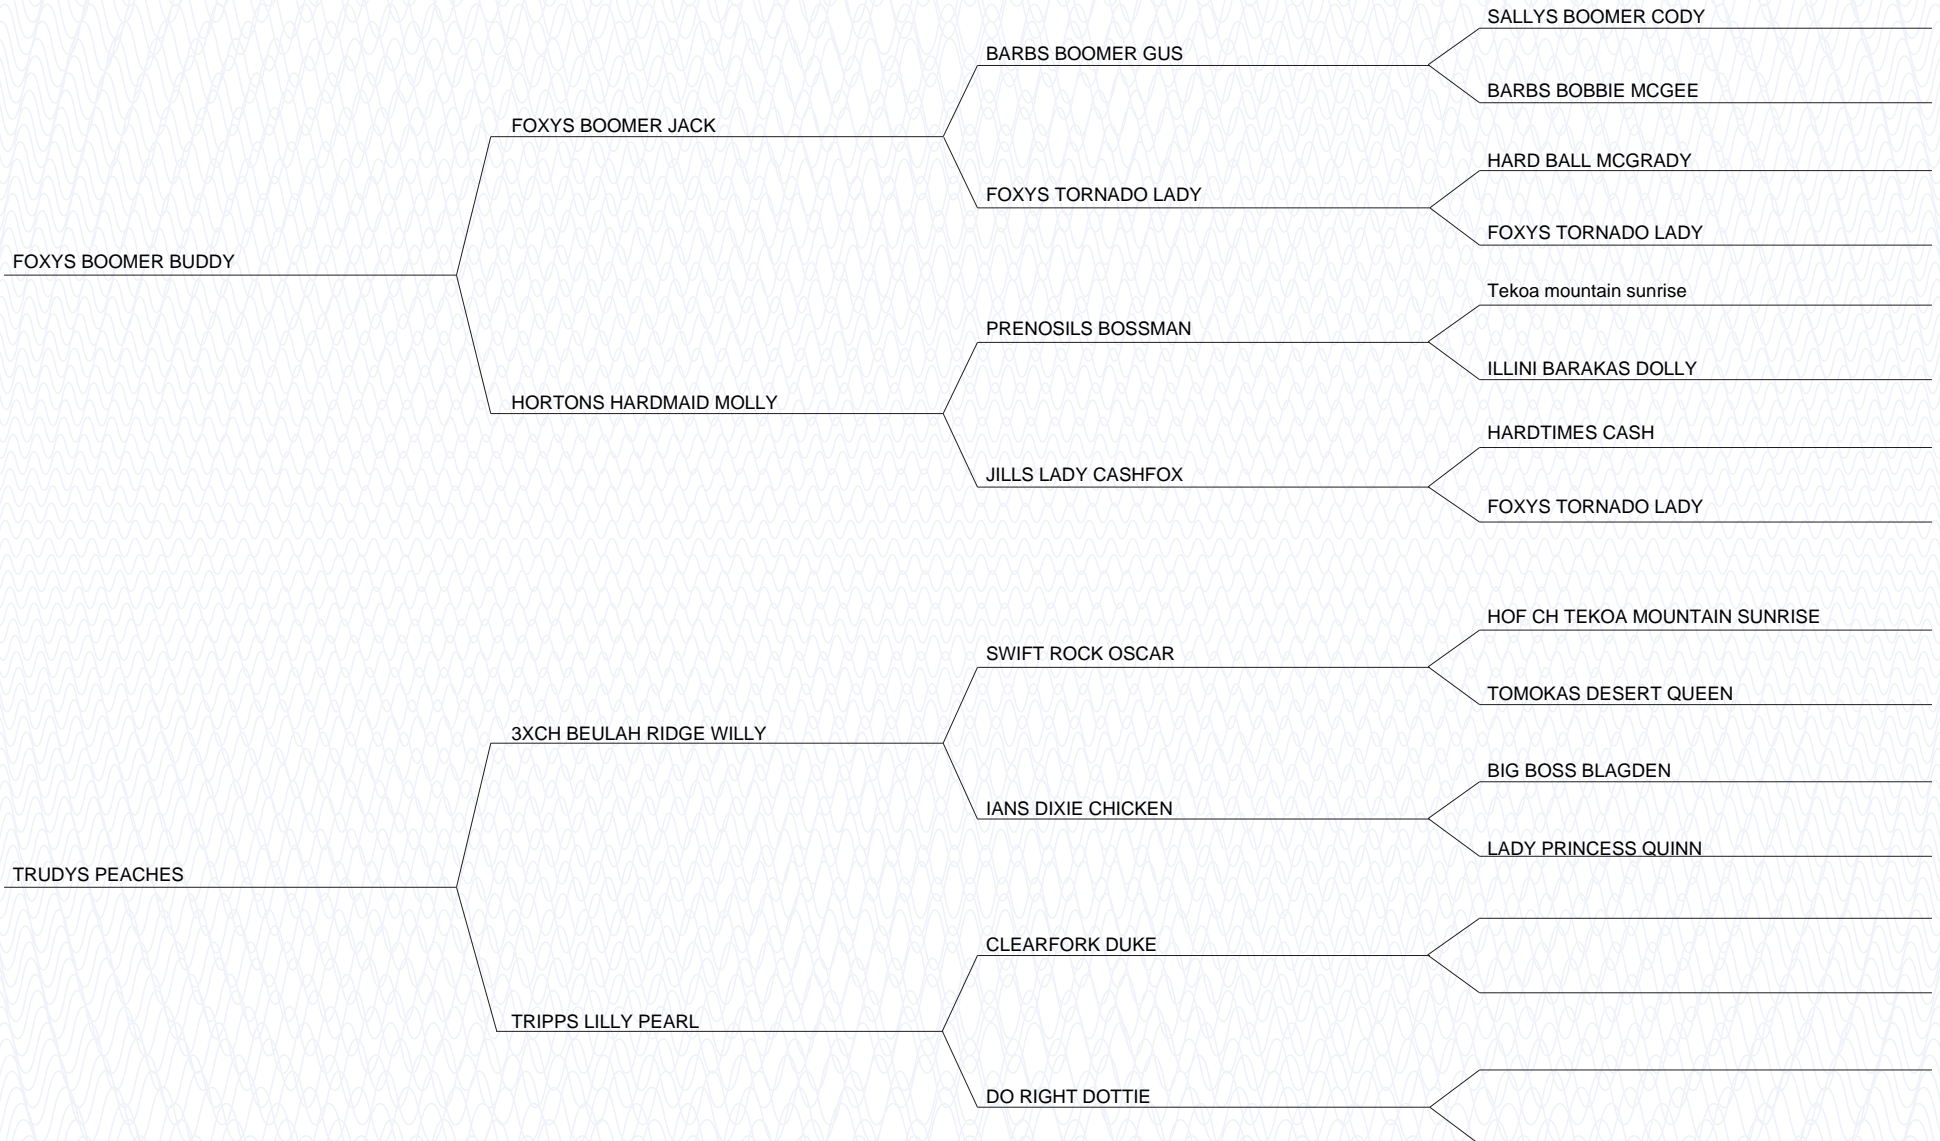 SALLYS BOOMER CODY
BARBS BOOMER GUS
BARBS BOBBIE MCGEE
FOXYS BOOMER JACK
HARD BALL MCGRADY
FOXYS TORNADO LADY
FOXYS TORNADO LADY
FOXYS BOOMER BUDDY
Tekoa mountain sunrise
PRENOSILS BOSSMAN
ILLINI BARAKAS DOLLY
HORTONS HARDMAID MOLLY
HARDTIMES CASH
JILLS LADY CASHFOX
FOXYS TORNADO LADY
HOF CH TEKOA MOUNTAIN SUNRISE
SWIFT ROCK OSCAR
TOMOKAS DESERT QUEEN
3XCH BEULAH RIDGE WILLY
BIG BOSS BLAGDEN
IANS DIXIE CHICKEN
LADY PRINCESS QUINN
TRUDYS PEACHES
CLEARFORK DUKE
TRIPPS LILLY PEARL
DO RIGHT DOTTIE